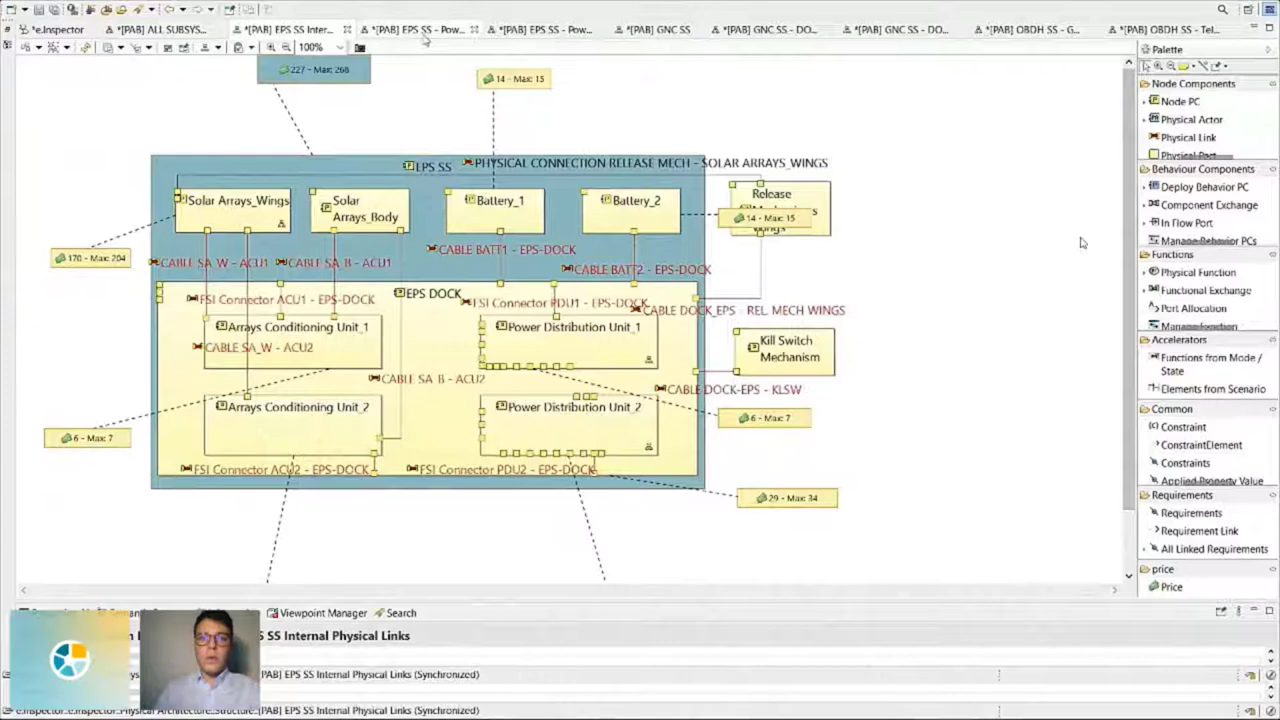 *e.Inspector
*[PAB] ALL SUBSYS...
*[PAB] EPS SS Inter...
*[PAB] EPS SS - Pow...
*[PAB] EPS SS - Pow...
*[PAB] GNC SS
*[PAB] GNC SS - DO...
*[PAB] GNC SS - DO...
*[PAB] OBDH SS - G...
*[PAB] OBDH SS - Tel...
100%
227 - Max: 268
14 - Max: 15
EPS SS
PHYSICAL CONNECTION RELEASE MECH - SOLAR ARRAYS_WINGS
Solar Arrays_Wings
Solar
Arrays_Body
Battery_1
Battery_2
Release
Wings
14 - Max: 15
170 - Max: 204
CABLE SA_W - ACU1
CABLE SA_B - ACU1
CABLE BATT1 - EPS-DOCK
CABLE BATT2 - EPS-DOCK
FSI Connector ACU1 - EPS-DOCK
EPS DOCK
FSI Connector PDU1 - EPS-DOCK
CABLE DOCK_EPS - REL. MECH WINGS
Arrays Conditioning Unit_1
Power Distribution Unit_1
CABLE SA_W - ACU2
Kill Switch
Mechanism
CABLE SA_B - ACU2
CABLE DOCK-EPS - KLSW
Arrays Conditioning Unit_2
Power Distribution Unit_2
6 - Max: 7
6 - Max: 7
FSI Connector ACU2 - EPS-DOCK
FSI Connector PDU2 - EPS-DOCK
29 - Max: 34
Palette
Node Components
Node PC
Physical Actor
Physical Link
Physical Port
Behaviour Components
Deploy Behavior PC
Component Exchange
In Flow Port
Manage Behavior PCs
Functions
Physical Function
Functional Exchange
Port Allocation
Manage Function
Accelerators
Functions from Mode /
State
Elements from Scenario
Common
Constraint
ConstraintElement
Constraints
Applied Property Value
Requirements
Requirements
Requirement Link
All Linked Requirements
price
Price
Viewpoint Manager
Search
SS Internal Physical Links
[PAB] EPS SS Internal Physical Links (Synchronized)
e.Inspector::e.Inspector::Physical Architecture::Structure::[PAB] EPS SS Internal Physical Links (Synchronized)